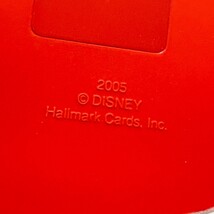 2005
© DISNEY
Hallmark Cards, Inc.